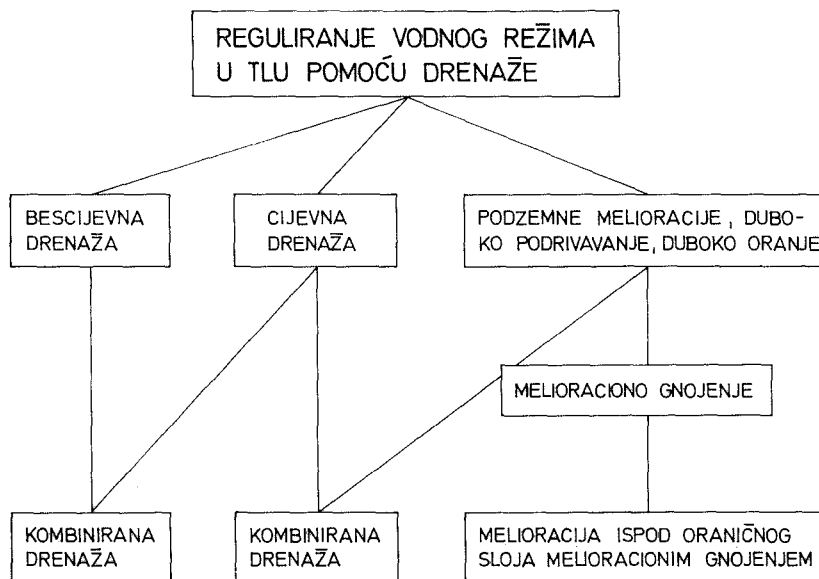 REGULIRANJE VODNOG REŽIMA
U TLU POMOĆU DRENAŽE
BESCIJEVNA
DRENAŽA
CIJEVNA
DRENAŽA
PODZEMNE MELIORACIJE, DUBO-
KO PODRIVAVANJE, DUBOKO ORANJE
MELIORACIONO GNOJENJE
KOMBINIRANA
DRENAŽA
KOMBINIRANA
DRENAŽA
MELIORACIJA ISPOD ORANIČNOG
SLOJA MELIORACIONIM GNOJENJEM